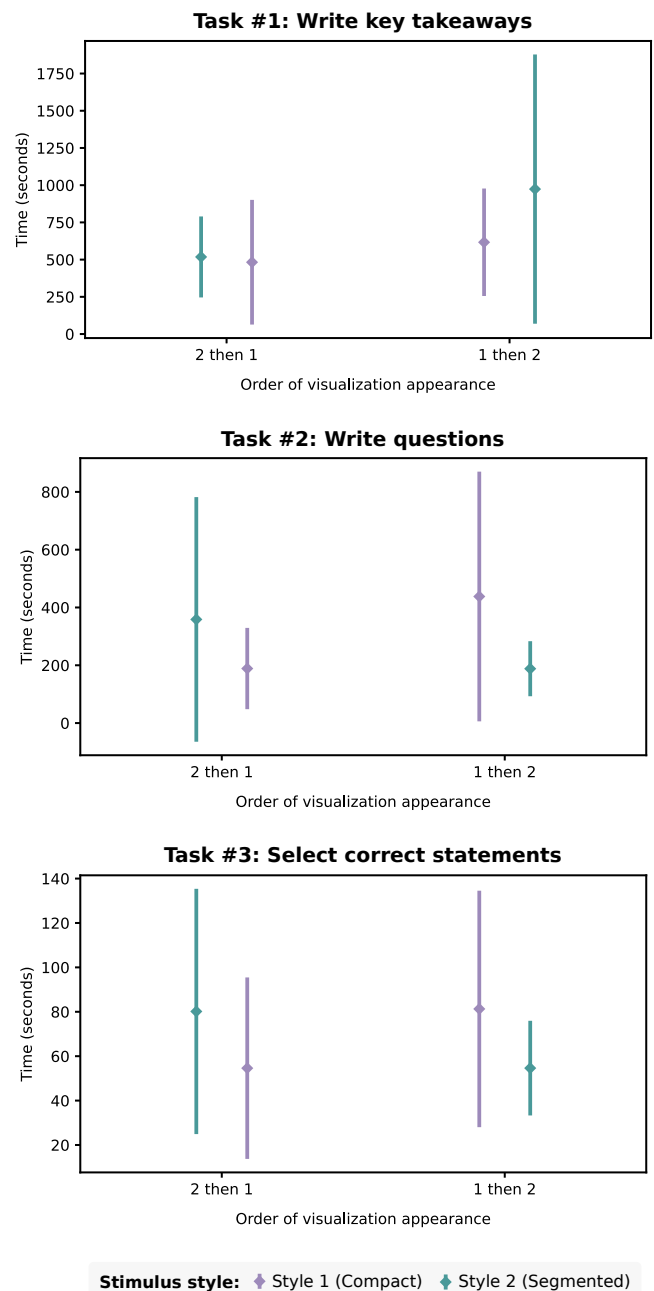 Task #1: Write key takeaways
1750
1500
1250
1000
750
500
250
0
Time (seconds)
2 then 1
1 then 2
Order of visualization appearance
Task #2: Write questions
800
600
400
200
0
Time (seconds)
2 then 1
1 then 2
Order of visualization appearance
Task #3: Select correct statements
140
120
100
80
60
40
20
Time (seconds)
2 then 1
1 then 2
Order of visualization appearance
Stimulus style: Style 1 (Compact) Style 2 (Segmented)